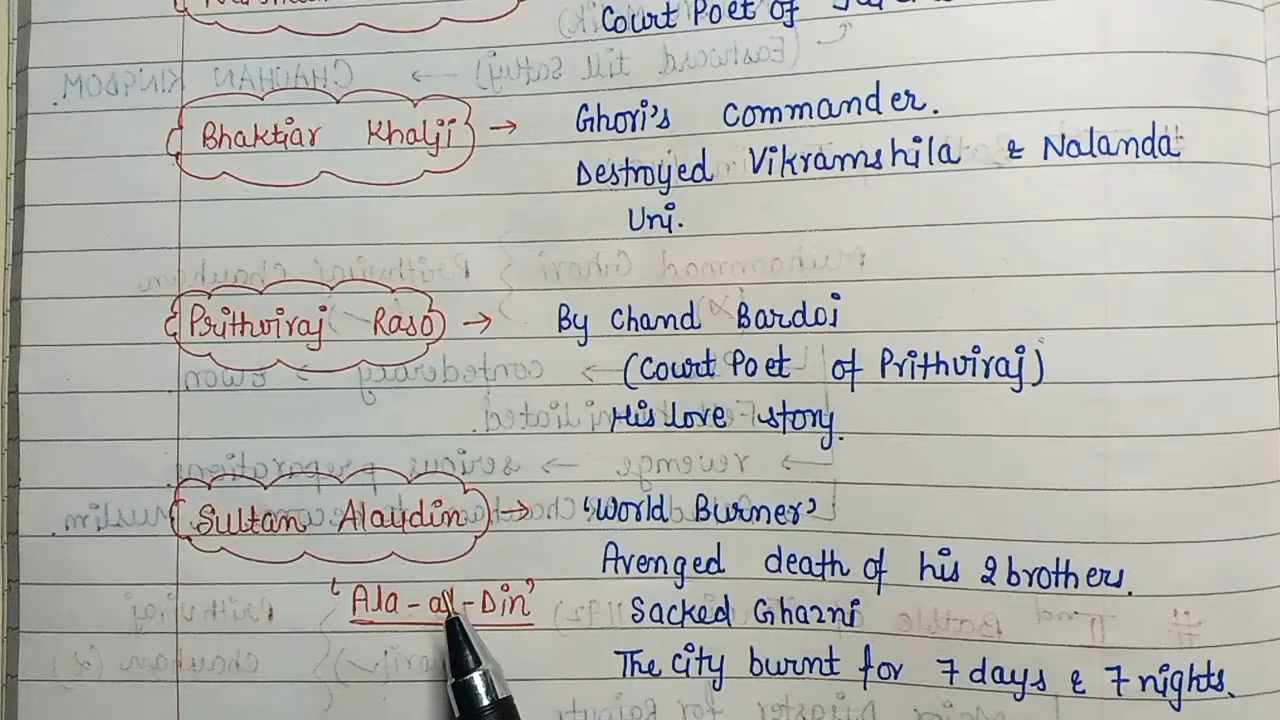 Court Poet of
Bhaktiar Khalji → Ghori's Commander.
Destroyed Vikramshila & Nalanda
Uni.
Prithviraj Raso → By Chand Bardoi
(Court Poet of Prithviraj)
His love story.
Sultan Alaudin → 'World Burner'
Avenged death of his 2 brothers.
'Ala-al-Din' Sacked Ghazni
The city burnt for 7 days & 7 nights.